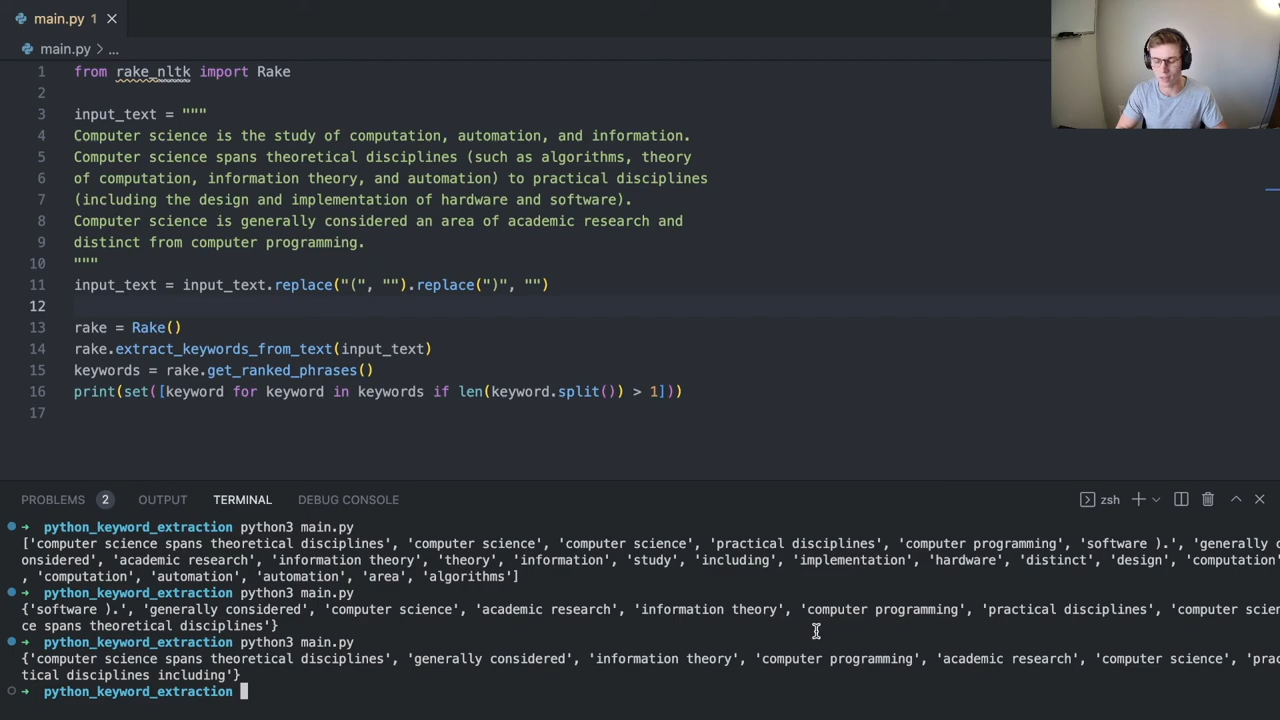 main.py 1
main.py > ...
1 from rake_nltk import Rake
2
3 input_text = """
4 Computer science is the study of computation, automation, and information.
5 Computer science spans theoretical disciplines (such as algorithms, theory
6 of computation, information theory, and automation) to practical disciplines
7 (including the design and implementation of hardware and software).
8 Computer science is generally considered an area of academic research and
9 distinct from computer programming.
10 """
11 input_text = input_text.replace("(", "").replace(")", "")
12
13 rake = Rake()
14 rake.extract_keywords_from_text(input_text)
15 keywords = rake.get_ranked_phrases()
16 print(set([keyword for keyword in keywords if len(keyword.split()) > 1]))
17
PROBLEMS 2 OUTPUT TERMINAL DEBUG CONSOLE zsh
→ python_keyword_extraction python3 main.py
['computer science spans theoretical disciplines', 'computer science', 'computer science', 'practical disciplines', 'computer programming', 'software ).', 'generally c
onsidered', 'academic research', 'information theory', 'theory', 'information', 'study', 'including', 'implementation', 'hardware', 'distinct', 'design', 'computation'
, 'computation', 'automation', 'automation', 'area', 'algorithms']
→ python_keyword_extraction python3 main.py
{'software ).', 'generally considered', 'computer science', 'academic research', 'information theory', 'computer programming', 'practical disciplines', 'computer scien
ce spans theoretical disciplines'}
→ python_keyword_extraction python3 main.py
{'computer science spans theoretical disciplines', 'generally considered', 'information theory', 'computer programming', 'academic research', 'computer science', 'prac
tical disciplines including'}
→ python_keyword_extraction